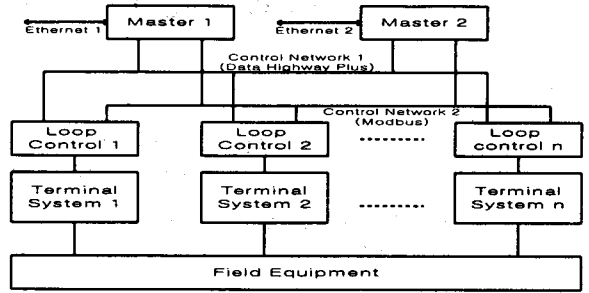 Master 1
Master 2
Ethernet 1
Ethernet 2
Control Network 1
(Data Highway Plus)
Control Network 2
(Modbus)
Loop
Control 1
Loop
Control 2
Loop
control n
Terminal
System 1
Terminal
System 2
Terminal
System n
Field Equipment